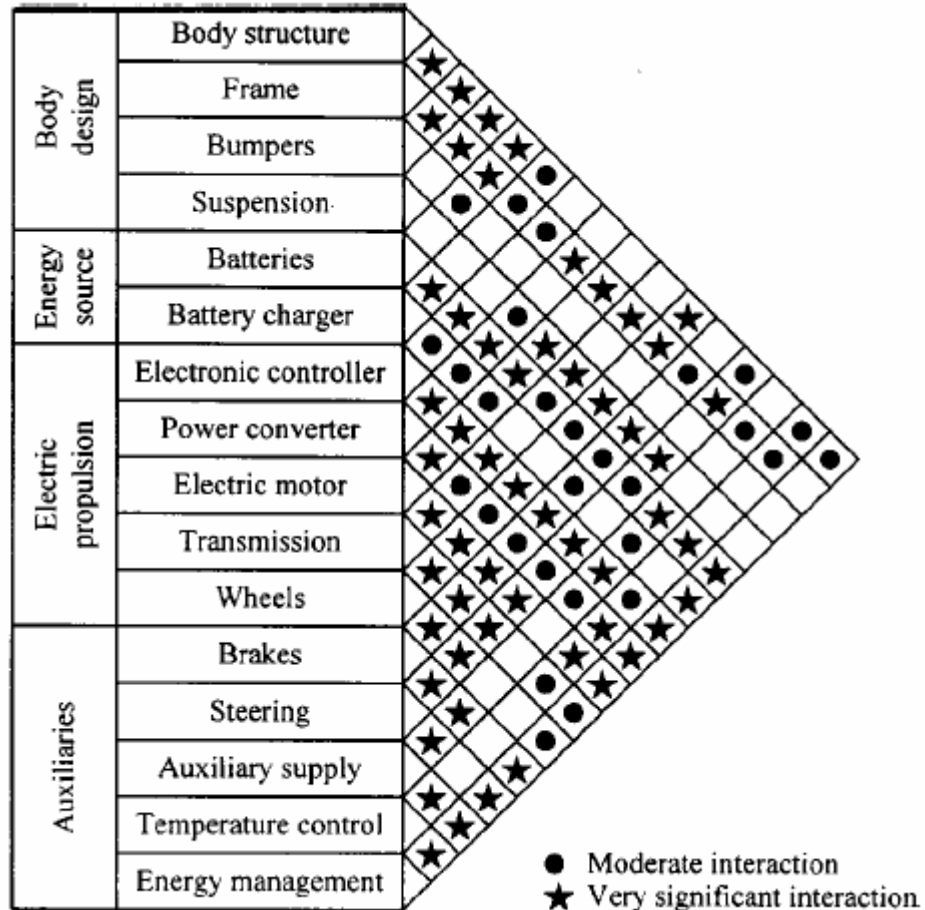 Body design
Body structure
Frame
Bumpers
Suspension
Energy source
Batteries
Battery charger
Electric propulsion
Electronic controller
Power converter
Electric motor
Transmission
Wheels
Auxiliaries
Brakes
Steering
Auxiliary supply
Temperature control
Energy management
● Moderate interaction
★ Very significant interaction